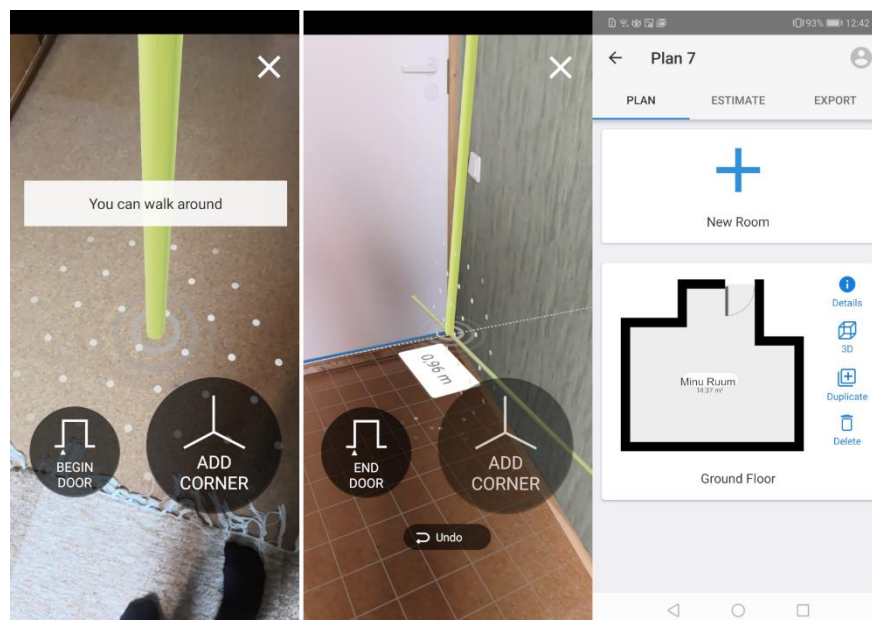 You can walk around
BEGIN
DOOR
ADD
CORNER
0,96 m
END
DOOR
ADD
CORNER
Undo
93% 12:42
Plan 7
PLAN ESTIMATE EXPORT
New Room
Minu Ruum
14.37 m²
Details
3D
Duplicate
Delete
Ground Floor